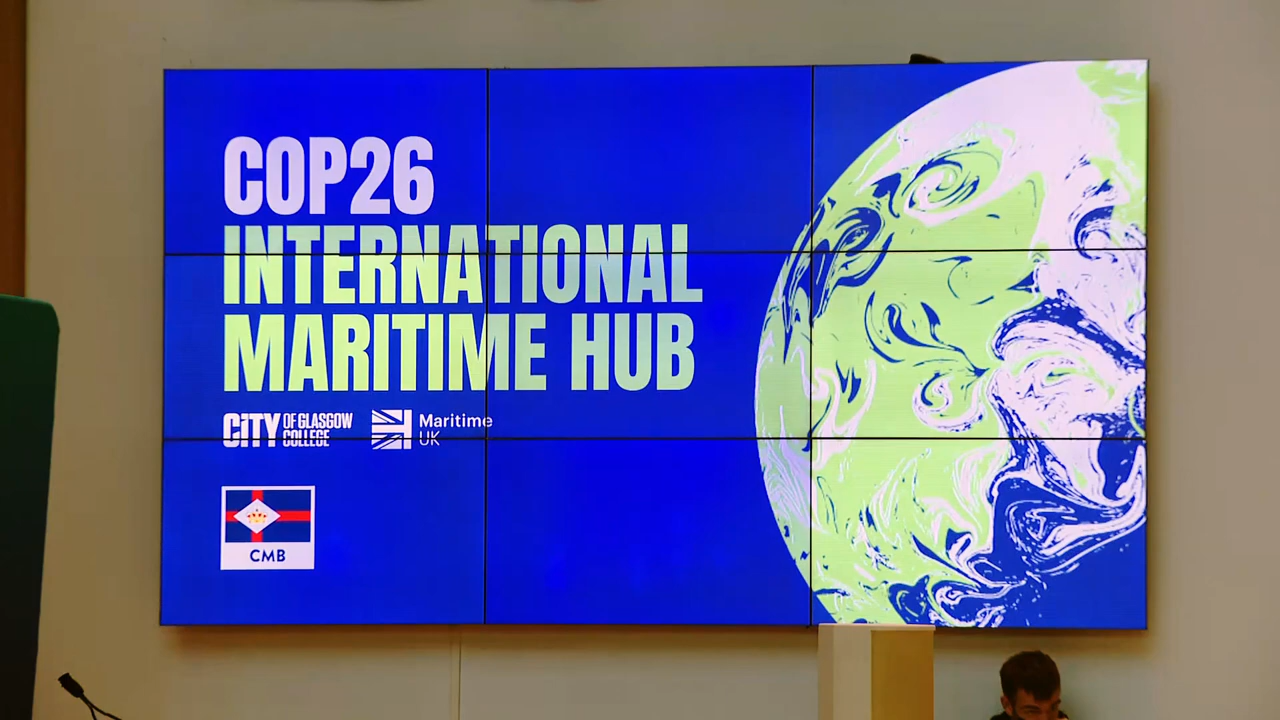 COP26
INTERNATIONAL
MARITIME HUB
CITY OF GLASGOW COLLEGE
Maritime UK
CMB